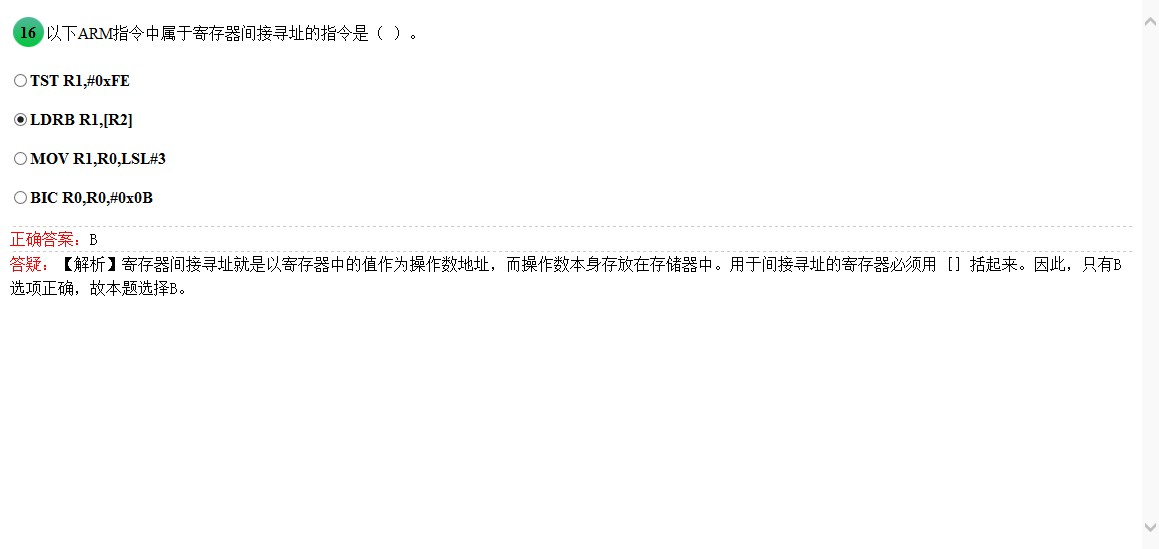 16 以下ARM指令中属于寄存器间接寻址的指令是（ ）。
TST R1,#0xFE
LDRB R1,[R2]
MOV R1,R0,LSL#3
BIC R0,R0,#0x0B
正确答案：B
答疑：【解析】寄存器间接寻址就是以寄存器中的值作为操作数地址，而操作数本身存放在存储器中。用于间接寻址的寄存器必须用 [] 括起来。因此，只有B
选项正确，故本题选择B。